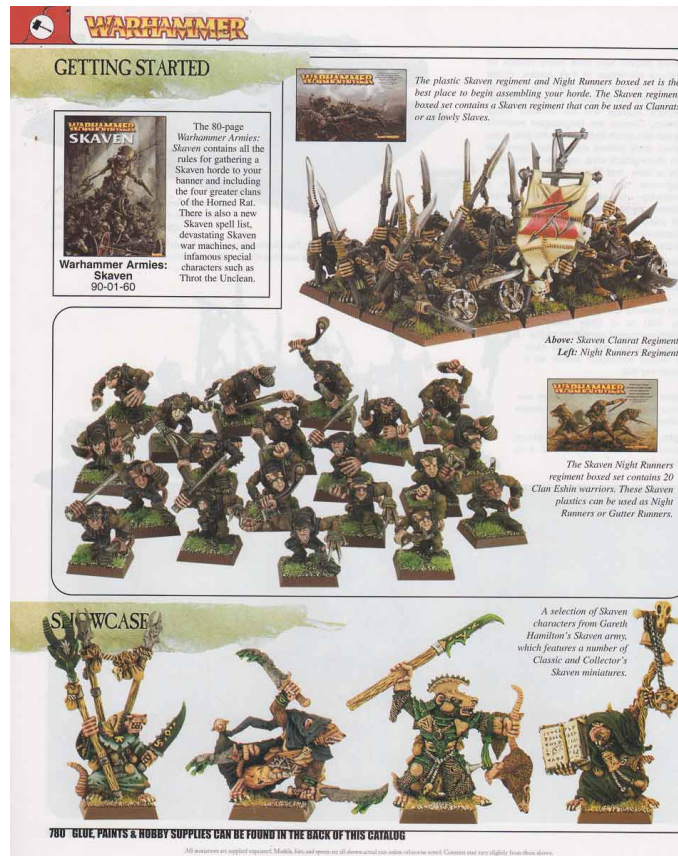 WARHAMMER
GETTING STARTED
WARHAMMER
SKAVEN
Warhammer Armies:
Skaven
90-01-60
The 80-page
Warhammer Armies:
Skaven contains all the
rules for gathering a
Skaven horde to your
banner and including
the four greater clans
of the Horned Rat.
There is also a new
Skaven spell list,
devastating Skaven
war machines, and
infamous special
characters such as
Throt the Unclean.
WARHAMMER
The plastic Skaven regiment and Night Runners boxed set is the
best place to begin assembling your horde. The Skaven regiment
boxed set contains a Skaven regiment that can be used as Clanrats
or as lowly Slaves.
Above: Skaven Clanrat Regiment
Left: Night Runners Regiment
WARHAMMER
The Skaven Night Runners
regiment boxed set contains 20
Clan Eshin warriors. These Skaven
plastics can be used as Night
Runners or Gutter Runners.
SHOWCASE
A selection of Skaven
characters from Gareth
Hamilton's Skaven army,
which features a number of
Classic and Collector's
Skaven miniatures.
780 GLUE, PAINTS & HOBBY SUPPLIES CAN BE FOUND IN THE BACK OF THIS CATALOG